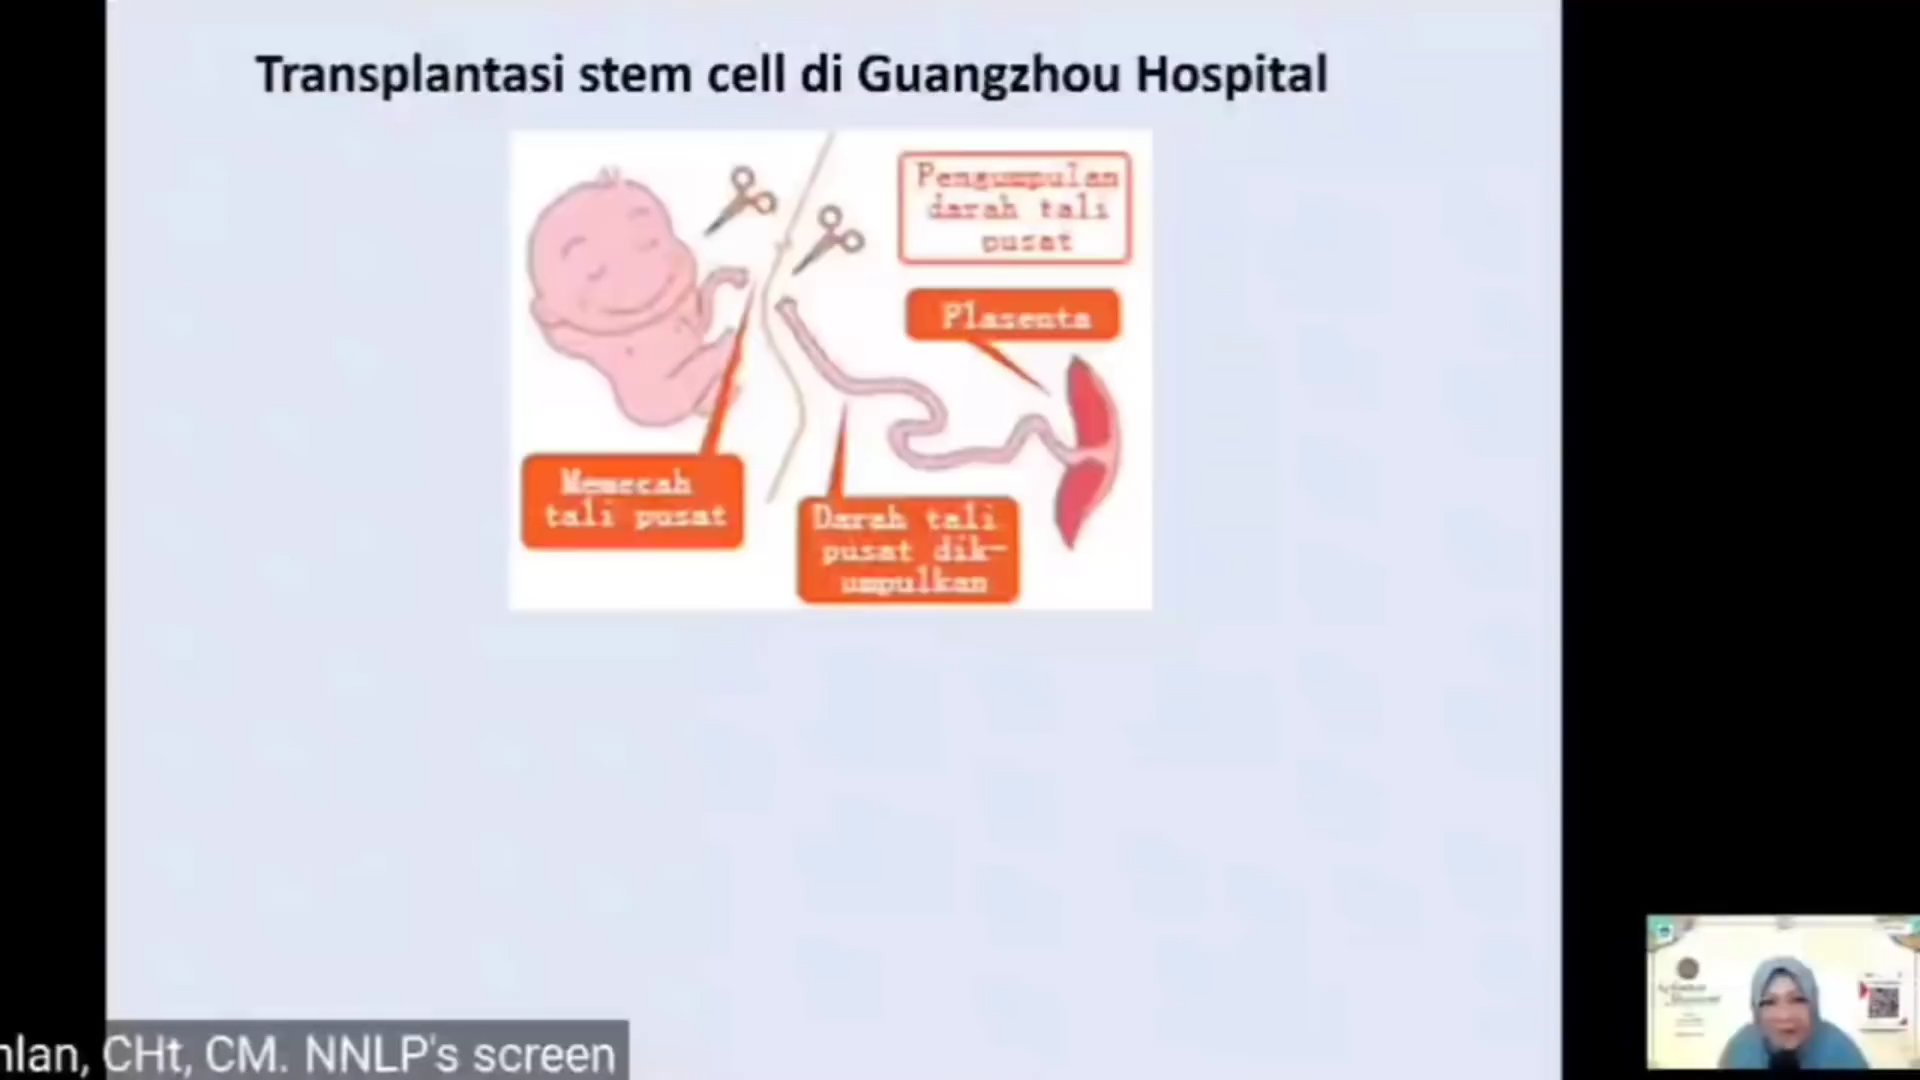 Transplantasi stem cell di Guangzhou Hospital
Pengumpulan
darah tali
pusat
Plasenta
Memecah
tali pusat
Darah tali
pusat dik-
umpulkan
nlan, CHt, CM. NNLP's screen